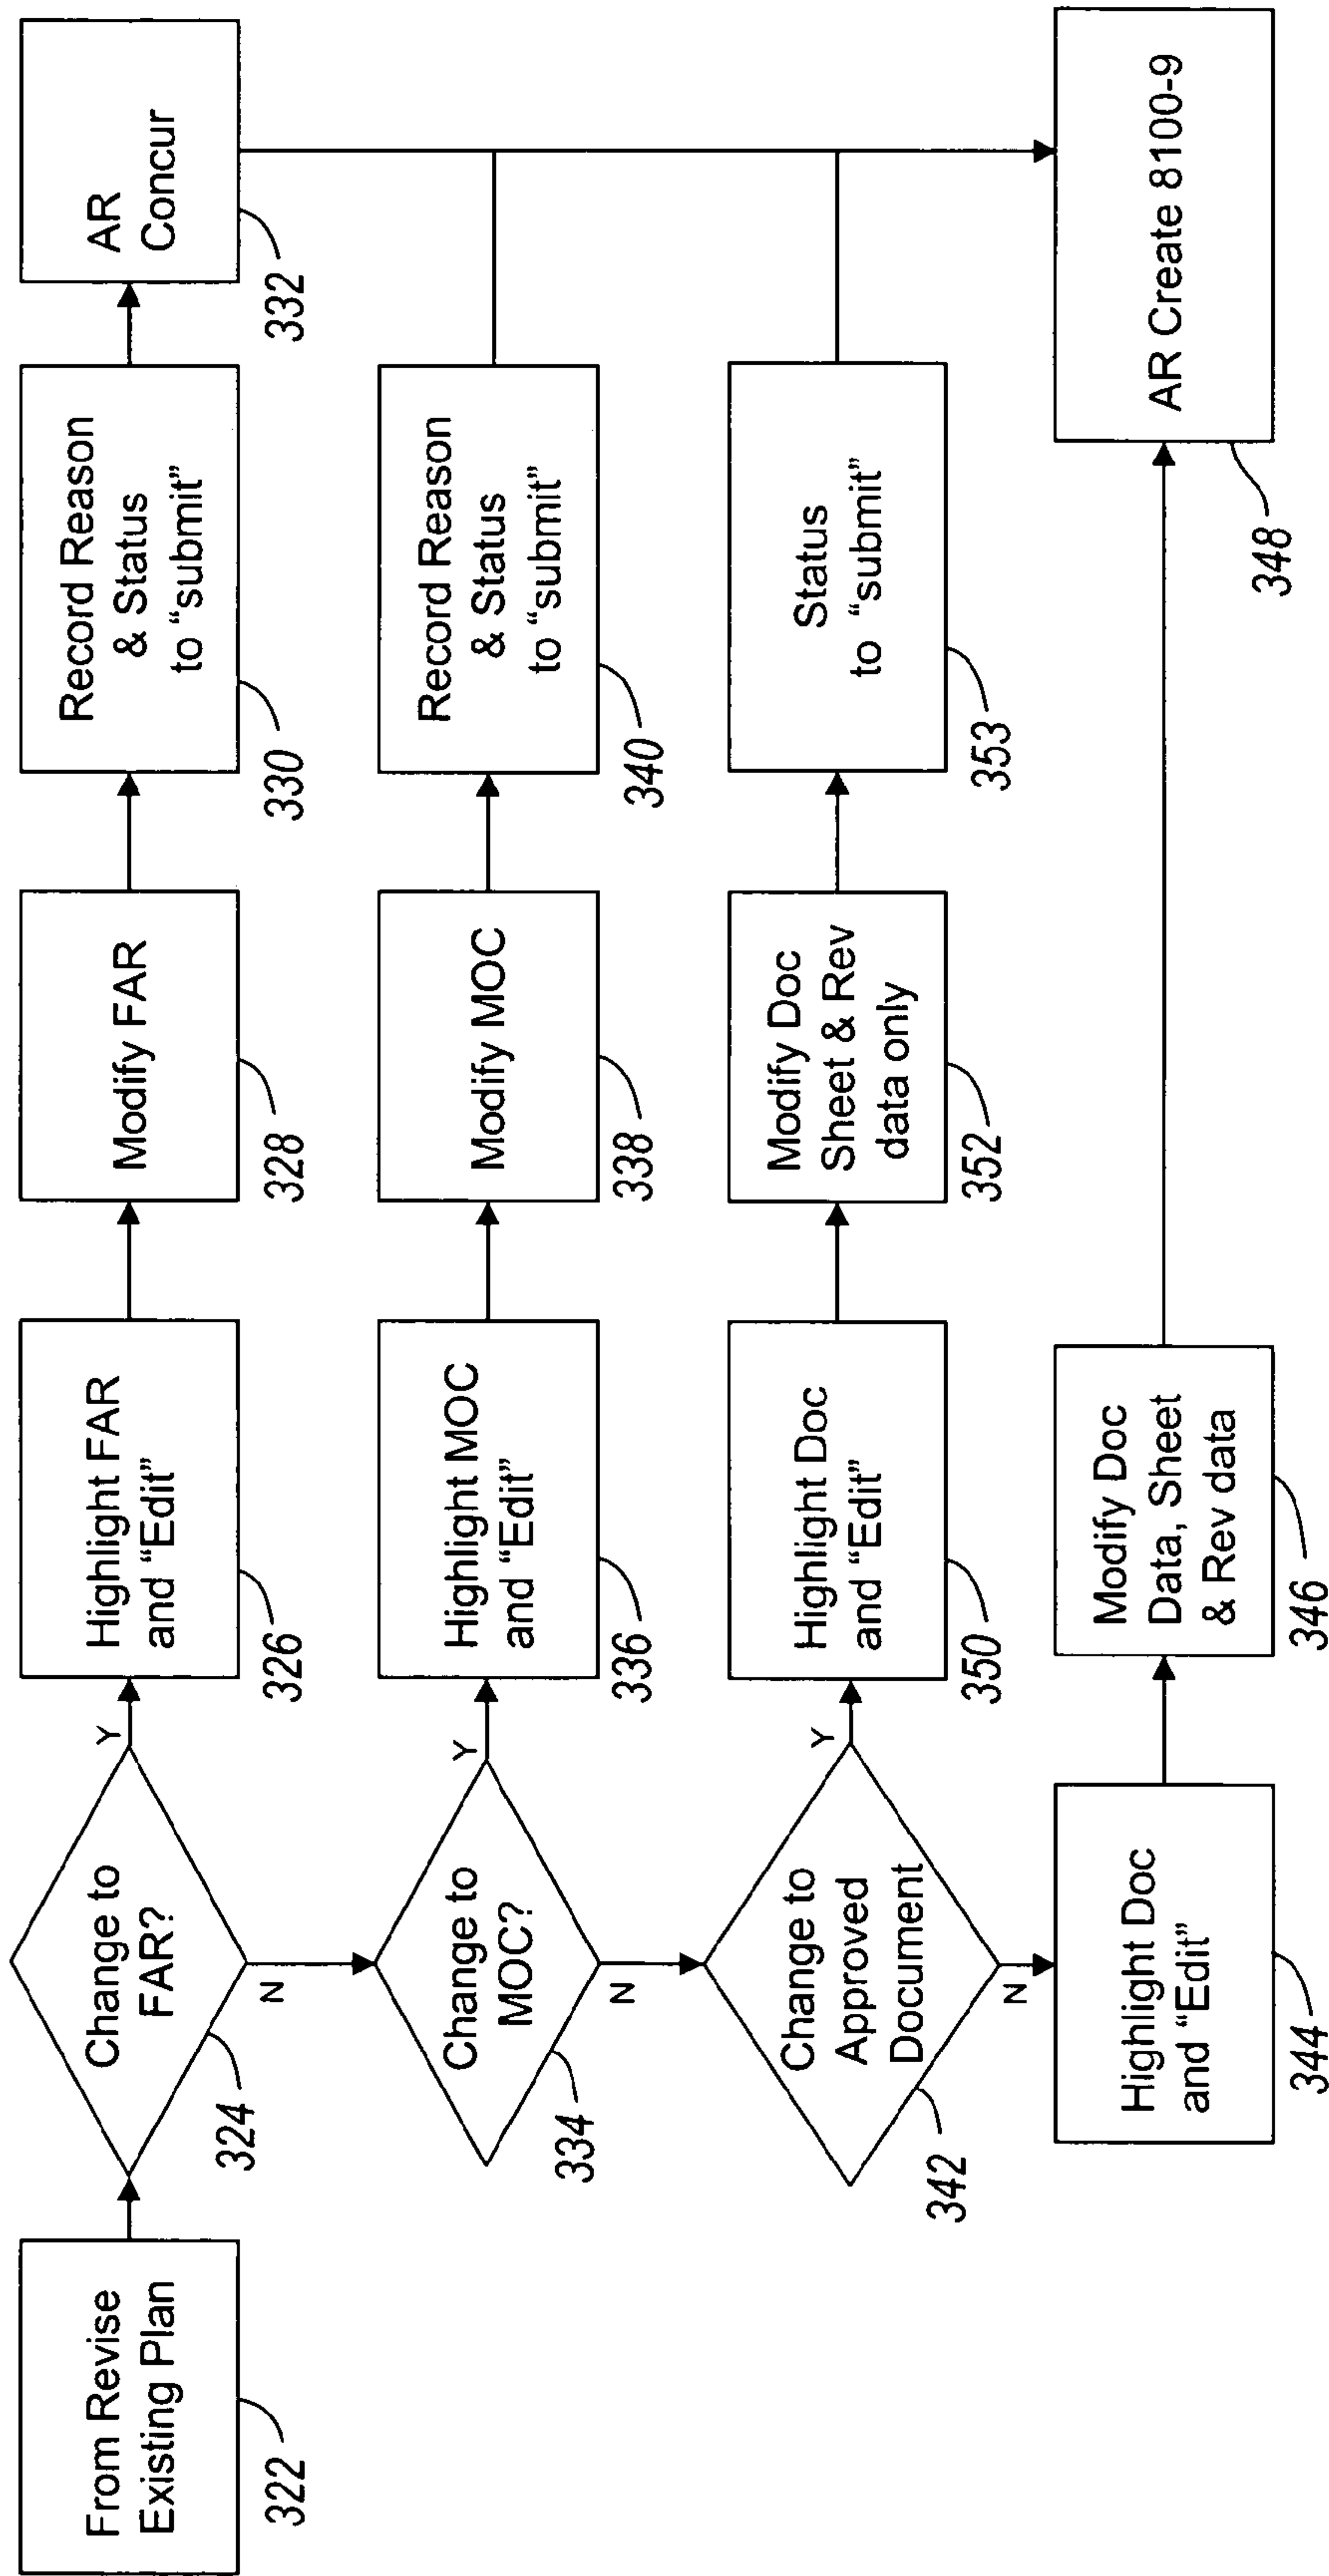 From Revise
Existing Plan
322
Change to
FAR?
324
Y
N
Highlight FAR
and “Edit”
326
Modify FAR
328
Record Reason
& Status
to “submit”
330
AR
Concur
332
Change to
MOC?
334
Y
N
Highlight MOC
and “Edit”
336
Modify MOC
338
Record Reason
& Status
to “submit”
340
Change to
Approved
Document
342
Y
N
Highlight Doc
and “Edit”
350
Modify Doc
Sheet & Rev
data only
352
Status
to “submit”
353
Highlight Doc
and “Edit”
344
Modify Doc
Data, Sheet
& Rev data
346
AR Create 8100-9
348